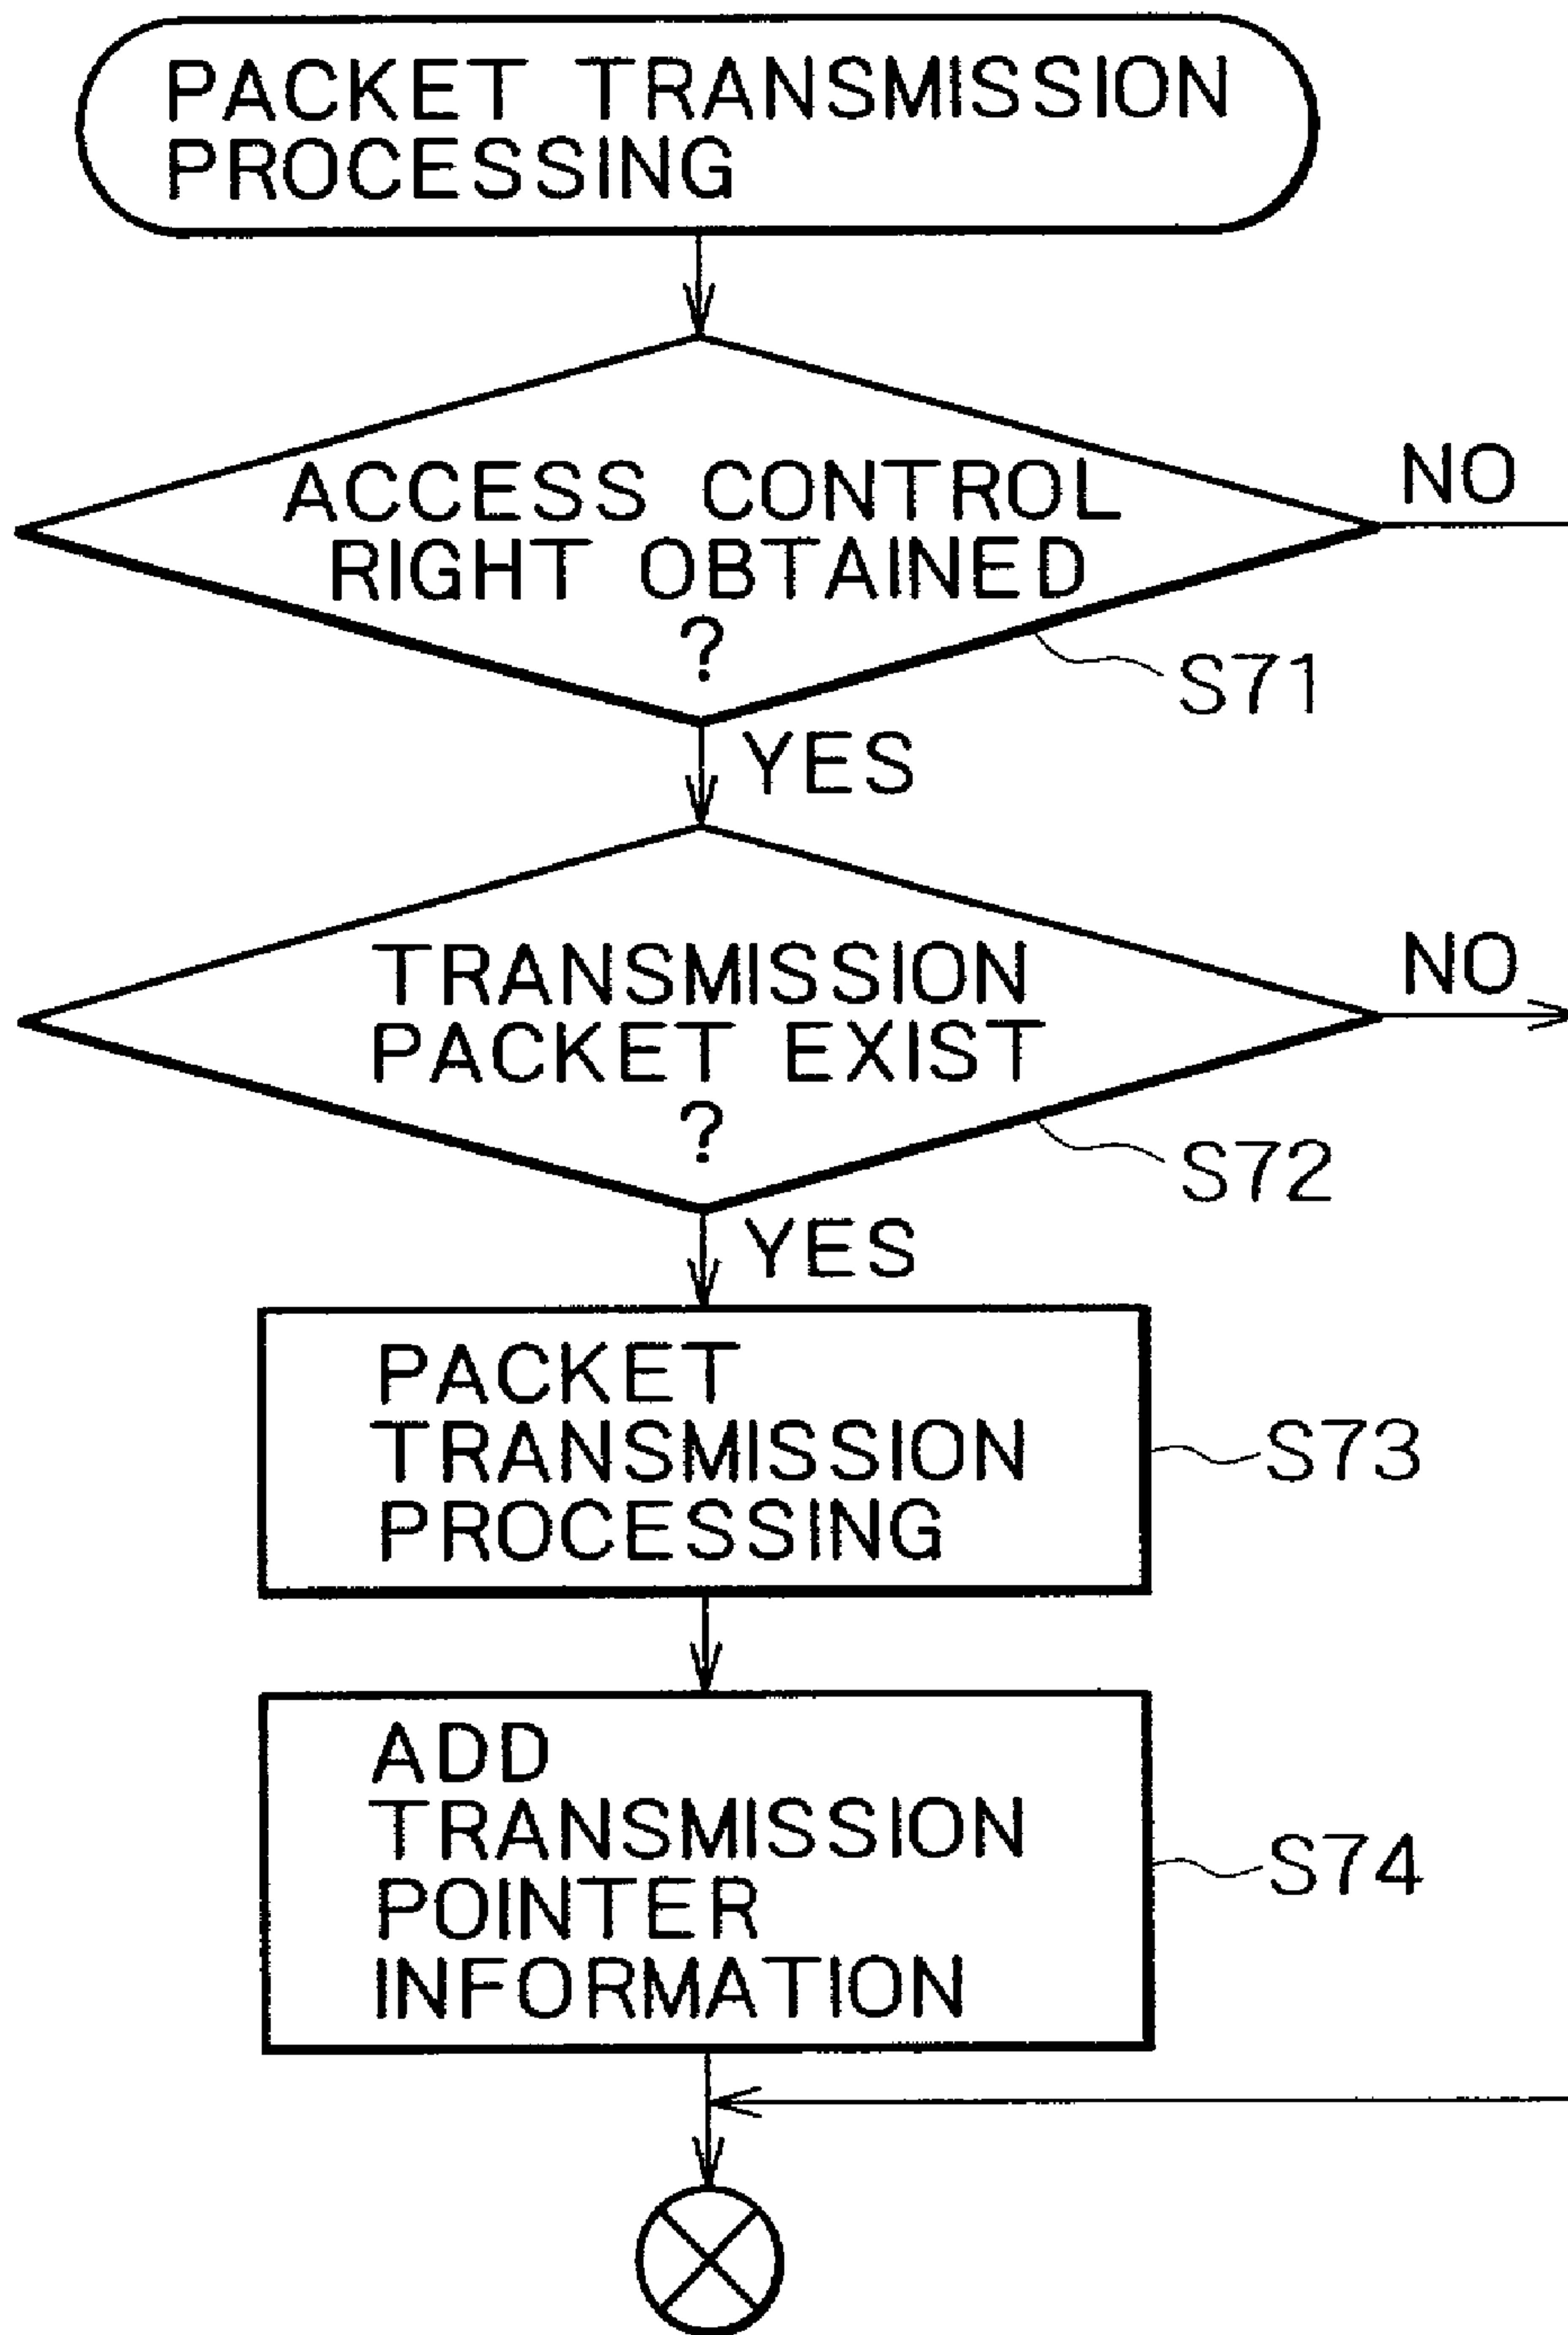 PACKET TRANSMISSION
PROCESSING
ACCESS CONTROL
RIGHT OBTAINED
?
NO
S71
YES
TRANSMISSION
PACKET EXIST
?
NO
S72
YES
PACKET
TRANSMISSION
PROCESSING
S73
ADD
TRANSMISSION
POINTER
INFORMATION
S74